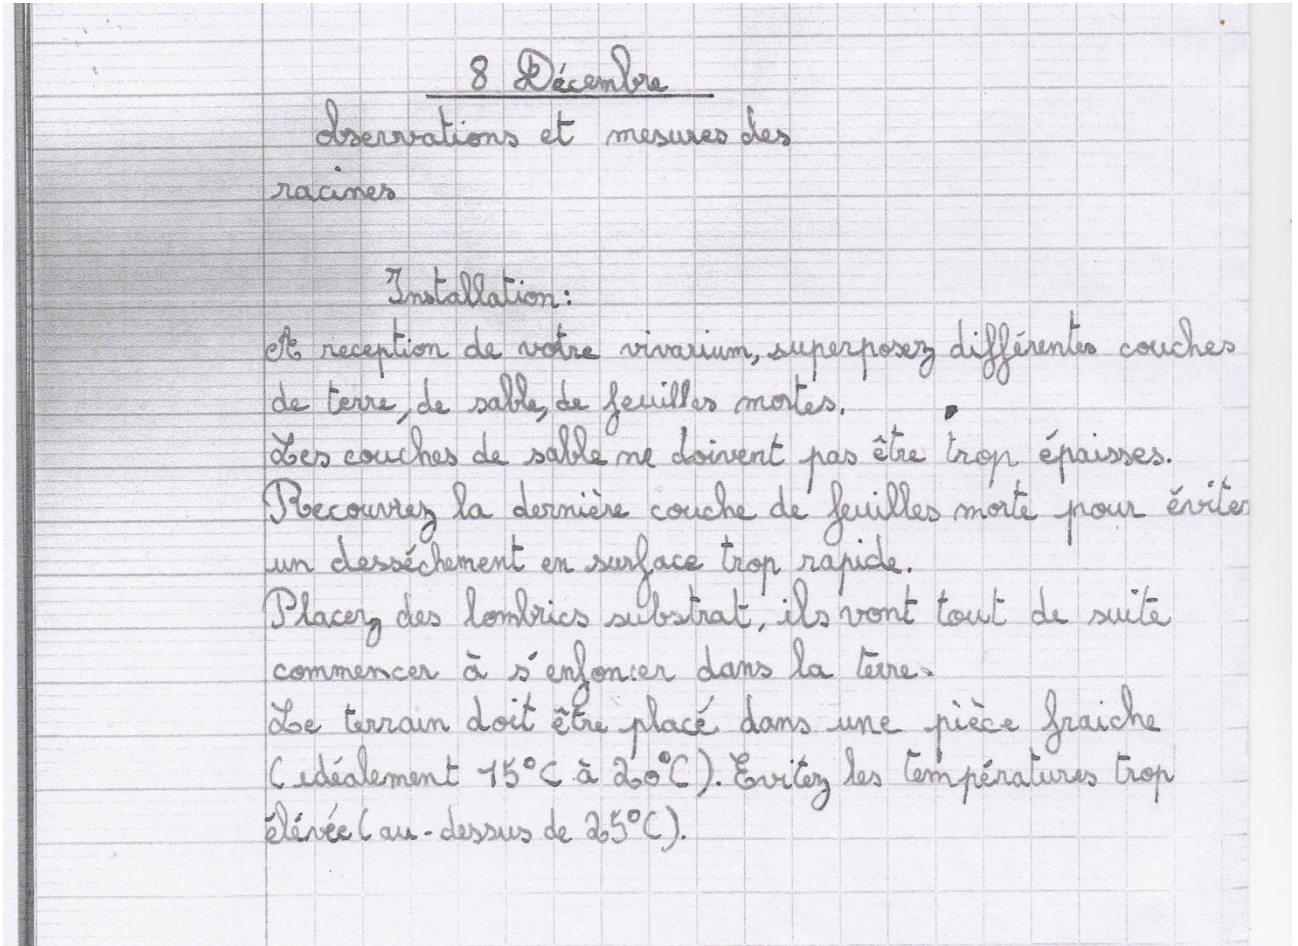 8 Décembre
Observations et mesures des
racines
Installation:
A reception de votre vivarium, superposez différentes couches
de terre, de sable, de feuilles mortes.
Les couches de sable ne doivent pas être trop épaisses.
Recouvrez la dernière couche de feuilles morte pour éviter
un desséchement en surface trop rapide.
Placez des lombrics substrat, ils vont tout de suite
commencer à s'enfoncer dans la terre.
Le terrain doit être placé dans une pièce fraiche
(idéalement 15°C à 20°C). Evitez les températures trop
élévée (au-dessus de 25°C).